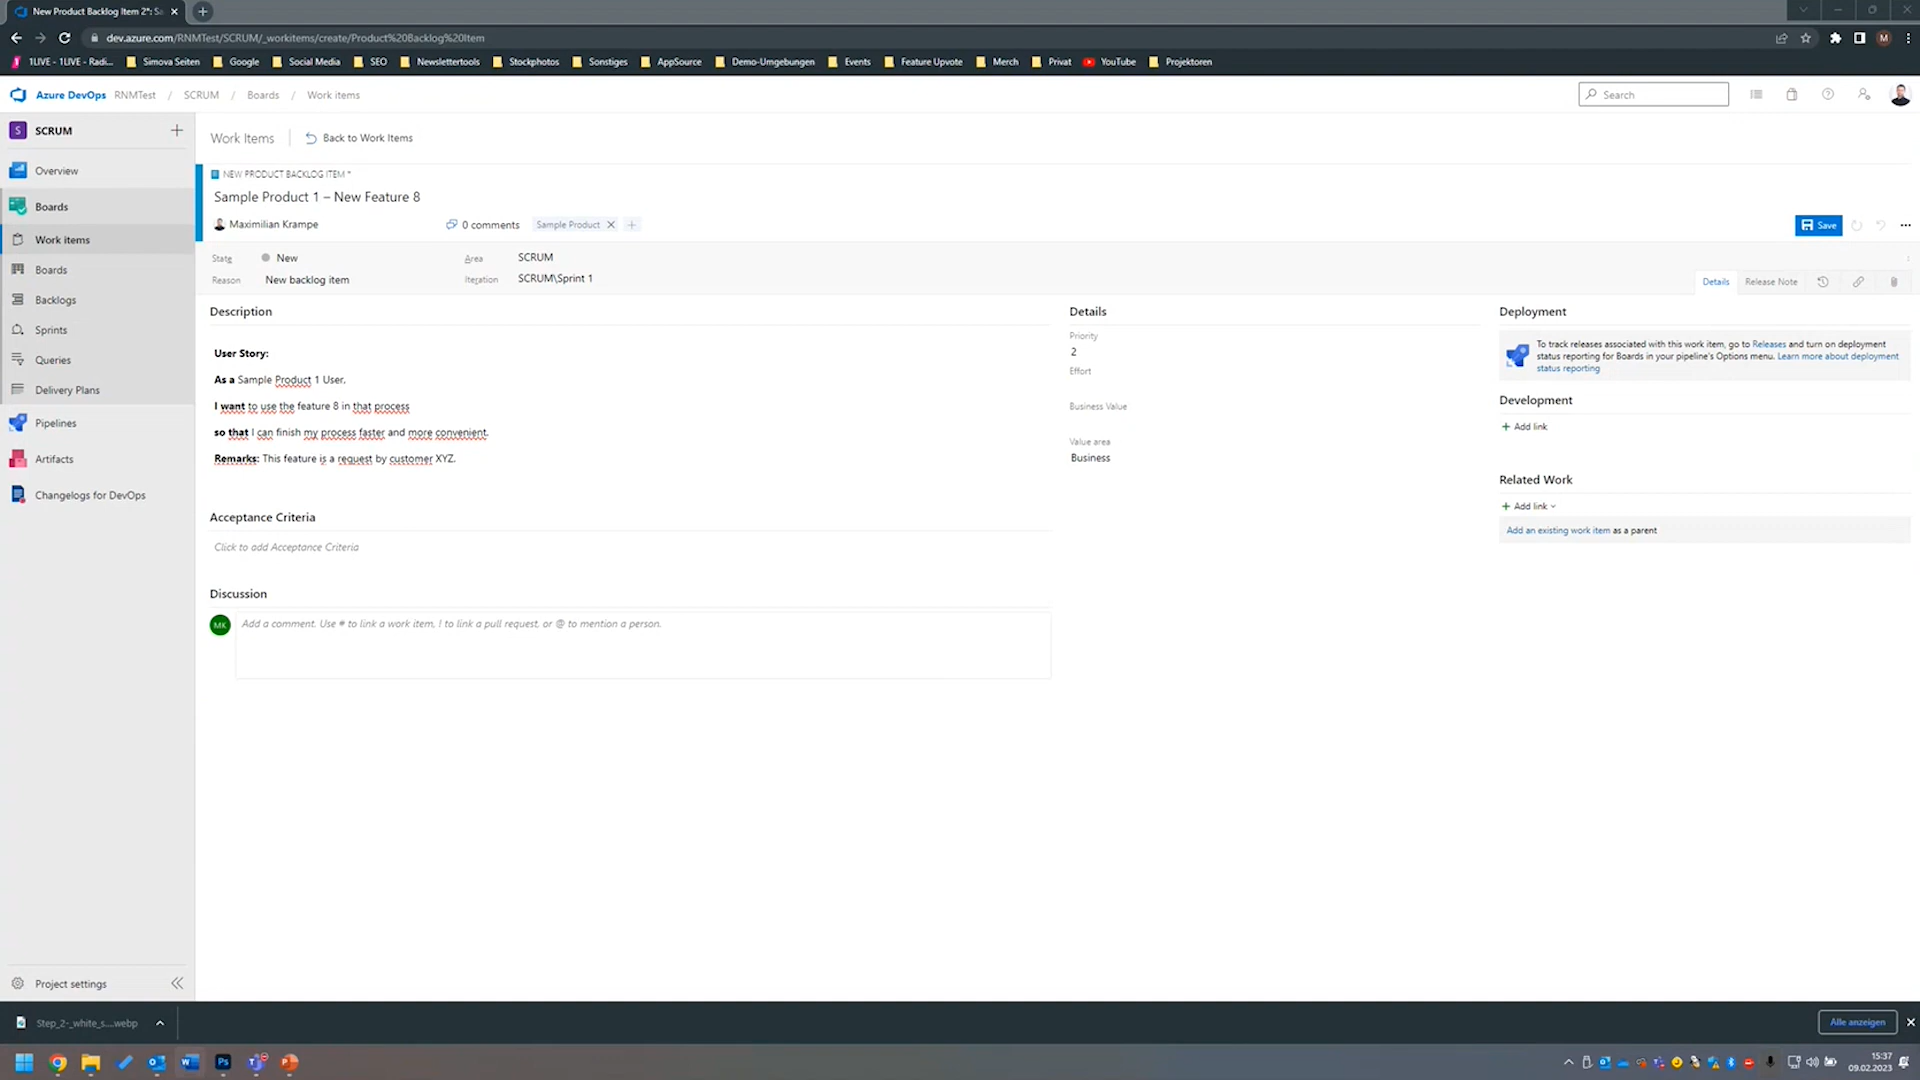 New Product Backlog Item 2*: Sa
dev.azure.com/RNMTest/SCRUM/_workitems/create/Product%20Backlog%20Item
M
1LIVE - 1LIVE - Radi...
Simova Seiten
Google
Social Media
SEO
Newslettertools
Stockphotos
Sonstiges
AppSource
Demo-Umgebungen
Events
Feature Upvote
Merch
Privat
YouTube
Projektoren
Azure DevOps RNMTest / SCRUM / Boards / Work items
Search
S SCRUM
Overview
Boards
Work items
Boards
Backlogs
Sprints
Queries
Delivery Plans
Pipelines
Artifacts
Changelogs for DevOps
Project settings
Work Items
Back to Work Items
NEW PRODUCT BACKLOG ITEM *
Sample Product 1 – New Feature 8
Maximilian Krampe
0 comments
Sample Product
Save
State New
Area SCRUM
Reason New backlog item
Iteration SCRUM\Sprint 1
Details
Release Note
Description
User Story:
As a Sample Product 1 User.
I want to use the feature 8 in that process
so that I can finish my process faster and more convenient.
Remarks: This feature is a request by customer XYZ.
Acceptance Criteria
Click to add Acceptance Criteria
Discussion
MK
Add a comment. Use # to link a work item, ! to link a pull request, or @ to mention a person.
Details
Priority
2
Effort
Business Value
Value area
Business
Deployment
To track releases associated with this work item, go to Releases and turn on deployment
status reporting for Boards in your pipeline's Options menu. Learn more about deployment
status reporting
Development
+ Add link
Related Work
+ Add link
Add an existing work item as a parent
Step_2-_white_s....webp
Alle anzeigen
15:37
09.02.2023